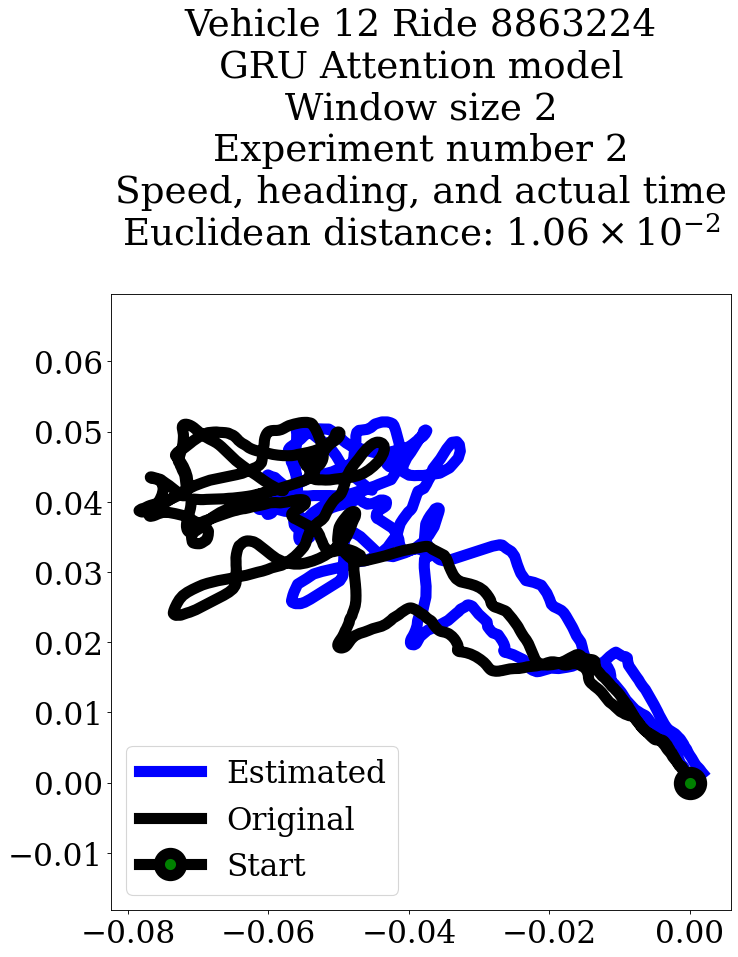 Vehicle 12 Ride 8863224
GRU Attention model
Window size 2
Experiment number 2
Speed, heading, and actual time
Euclidean distance: 1.06 × 10⁻²
0.06
0.05
0.04
0.03
0.02
0.01
0.00
−0.01
Estimated
Original
Start
−0.08 −0.06 −0.04 −0.02 0.00